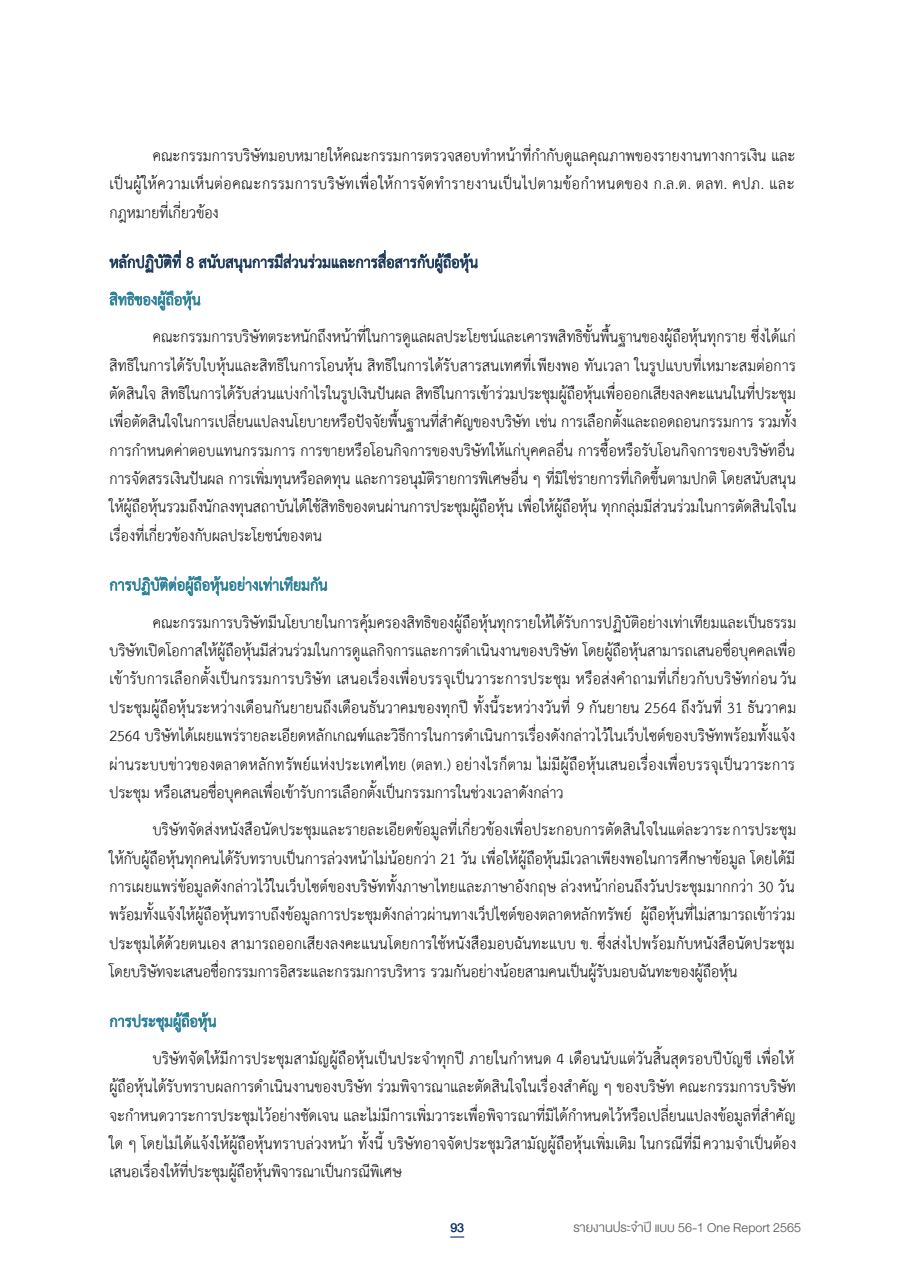 คณะกรรมการบริษัทมอบหมายให้คณะกรรมการตรวจสอบทำหน้าที่กำกับดูแลคุณภาพของรายงานทางการเงิน และ
เป็นผู้ให้ความเห็นต่อคณะกรรมการบริษัทเพื่อให้การจัดทำรายงานเป็นไปตามข้อกำหนดของ ก.ล.ต. ตลท. คปภ. และ
กฎหมายที่เกี่ยวข้อง
หลักปฏิบัติที่ 8 สนับสนุนการมีส่วนร่วมและการสื่อสารกับผู้ถือหุ้น
สิทธิของผู้ถือหุ้น
คณะกรรมการบริษัทตระหนักถึงหน้าที่ในการดูแลผลประโยชน์และเคารพสิทธิขั้นพื้นฐานของผู้ถือหุ้นทุกราย ซึ่งได้แก่
สิทธิในการได้รับใบหุ้นและสิทธิในการโอนหุ้น สิทธิในการได้รับสารสนเทศที่เพียงพอ ทันเวลา ในรูปแบบที่เหมาะสมต่อการ
ตัดสินใจ สิทธิในการได้รับส่วนแบ่งกำไรในรูปเงินปันผล สิทธิในการเข้าร่วมประชุมผู้ถือหุ้นเพื่อออกเสียงลงคะแนนในที่ประชุม
เพื่อตัดสินใจในการเปลี่ยนแปลงนโยบายหรือปัจจัยพื้นฐานที่สำคัญของบริษัท เช่น การเลือกตั้งและถอดถอนกรรมการ รวมทั้ง
การกำหนดค่าตอบแทนกรรมการ การขายหรือโอนกิจการของบริษัทให้แก่บุคคลอื่น การซื้อหรือรับโอนกิจการของบริษัทอื่น
การจัดสรรเงินปันผล การเพิ่มทุนหรือลดทุน และการอนุมัติรายการพิเศษอื่น ๆ ที่มิใช่รายการที่เกิดขึ้นตามปกติ โดยสนับสนุน
ให้ผู้ถือหุ้นรวมถึงนักลงทุนสถาบันได้ใช้สิทธิของตนผ่านการประชุมผู้ถือหุ้น เพื่อให้ผู้ถือหุ้น ทุกกลุ่มมีส่วนร่วมในการตัดสินใจใน
เรื่องที่เกี่ยวข้องกับผลประโยชน์ของตน
การปฏิบัติต่อผู้ถือหุ้นอย่างเท่าเทียมกัน
คณะกรรมการบริษัทมีนโยบายในการคุ้มครองสิทธิของผู้ถือหุ้นทุกรายให้ได้รับการปฏิบัติอย่างเท่าเทียมและเป็นธรรม
บริษัทเปิดโอกาสให้ผู้ถือหุ้นมีส่วนร่วมในการดูแลกิจการและการดำเนินงานของบริษัท โดยผู้ถือหุ้นสามารถเสนอชื่อบุคคลเพื่อ
เข้ารับการเลือกตั้งเป็นกรรมการบริษัท เสนอเรื่องเพื่อบรรจุเป็นวาระการประชุม หรือส่งคำถามที่เกี่ยวกับบริษัทก่อนวัน
ประชุมผู้ถือหุ้นระหว่างเดือนกันยายนถึงเดือนธันวาคมของทุกปี ทั้งนี้ระหว่างวันที่ 9 กันยายน 2564 ถึงวันที่ 31 ธันวาคม
2564 บริษัทได้เผยแพร่รายละเอียดหลักเกณฑ์และวิธีการในการดำเนินการเรื่องดังกล่าวไว้ในเว็บไซต์ของบริษัทพร้อมทั้งแจ้ง
ผ่านระบบข่าวของตลาดหลักทรัพย์แห่งประเทศไทย (ตลท.) อย่างไรก็ตาม ไม่มีผู้ถือหุ้นเสนอเรื่องเพื่อบรรจุเป็นวาระการ
ประชุม หรือเสนอชื่อบุคคลเพื่อเข้ารับการเลือกตั้งเป็นกรรมการในช่วงเวลาดังกล่าว
บริษัทจัดส่งหนังสือนัดประชุมและรายละเอียดข้อมูลที่เกี่ยวข้องเพื่อประกอบการตัดสินใจในแต่ละวาระการประชุม
ให้กับผู้ถือหุ้นทุกคนได้รับทราบเป็นการล่วงหน้าไม่น้อยกว่า 21 วัน เพื่อให้ผู้ถือหุ้นมีเวลาเพียงพอในการศึกษาข้อมูล โดยได้มี
การเผยแพร่ข้อมูลดังกล่าวไว้ในเว็บไซต์ของบริษัททั้งภาษาไทยและภาษาอังกฤษ ล่วงหน้าก่อนถึงวันประชุมมากกว่า 30 วัน
พร้อมทั้งแจ้งให้ผู้ถือหุ้นทราบถึงข้อมูลการประชุมดังกล่าวผ่านทางเว็ปไซต์ของตลาดหลักทรัพย์ ผู้ถือหุ้นที่ไม่สามารถเข้าร่วม
ประชุมได้ด้วยตนเอง สามารถออกเสียงลงคะแนนโดยการใช้หนังสือมอบฉันทะแบบ ข. ซึ่งส่งไปพร้อมกับหนังสือนัดประชุม
โดยบริษัทจะเสนอชื่อกรรมการอิสระและกรรมการบริหาร รวมกันอย่างน้อยสามคนเป็นผู้รับมอบฉันทะของผู้ถือหุ้น
การประชุมผู้ถือหุ้น
บริษัทจัดให้มีการประชุมสามัญผู้ถือหุ้นเป็นประจำทุกปี ภายในกำหนด 4 เดือนนับแต่วันสิ้นสุดรอบปีบัญชี เพื่อให้
ผู้ถือหุ้นได้รับทราบผลการดำเนินงานของบริษัท ร่วมพิจารณาและตัดสินใจในเรื่องสำคัญ ๆ ของบริษัท คณะกรรมการบริษัท
จะกำหนดวาระการประชุมไว้อย่างชัดเจน และไม่มีการเพิ่มวาระเพื่อพิจารณาที่มิได้กำหนดไว้หรือเปลี่ยนแปลงข้อมูลที่สำคัญ
ใด ๆ โดยไม่ได้แจ้งให้ผู้ถือหุ้นทราบล่วงหน้า ทั้งนี้ บริษัทอาจจัดประชุมวิสามัญผู้ถือหุ้นเพิ่มเติม ในกรณีที่มีความจำเป็นต้อง
เสนอเรื่องให้ที่ประชุมผู้ถือหุ้นพิจารณาเป็นกรณีพิเศษ
93 รายงานประจำปี แบบ 56-1 One Report 2565